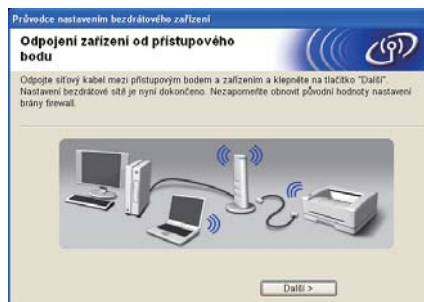 Průvodce nastavením bezdrátového zařízení
Odpojení zařízení od přístupového
bodu
Odpojte síťový kabel mezi přístupovým bodem a zařízením a klepněte na tlačítko "Další".
Nastavení bezdrátové sítě je nyní dokončeno. Nezapomeňte obnovit původní hodnoty nastavení
brány firewall.
Další >